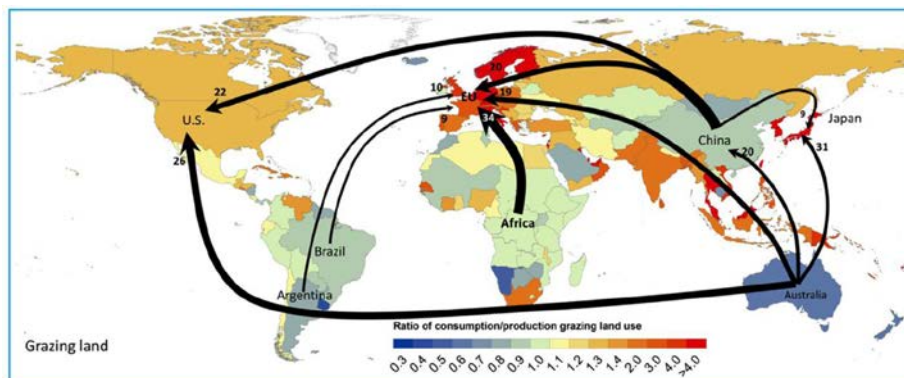 20
10
EU
19
22
U.S.
9
34
9
Japan
China
20
31
26
Africa
Brazil
Argentina
Australia
Ratio of consumption/production grazing land use
Grazing land
0.3 0.4 0.5 0.6 0.7 0.8 0.9 1.0 1.1 1.2 1.3 1.4 2.0 3.0 4.0 >4.0